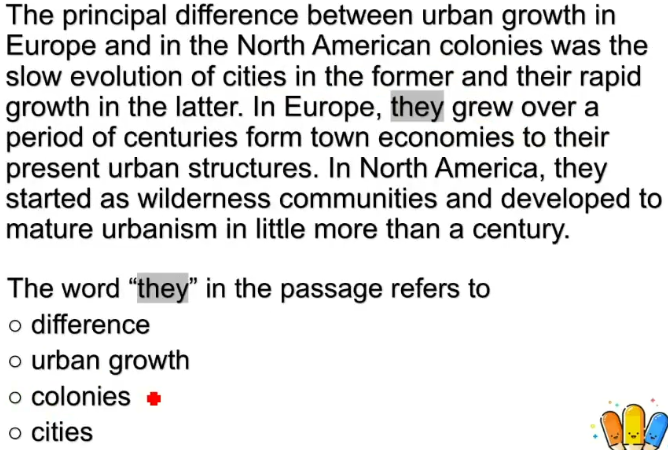 The principal difference between urban growth in
Europe and in the North American colonies was the
slow evolution of cities in the former and their rapid
growth in the latter. In Europe, they grew over a
period of centuries form town economies to their
present urban structures. In North America, they
started as wilderness communities and developed to
mature urbanism in little more than a century.
The word “they” in the passage refers to
○ difference
○ urban growth
○ colonies
○ cities